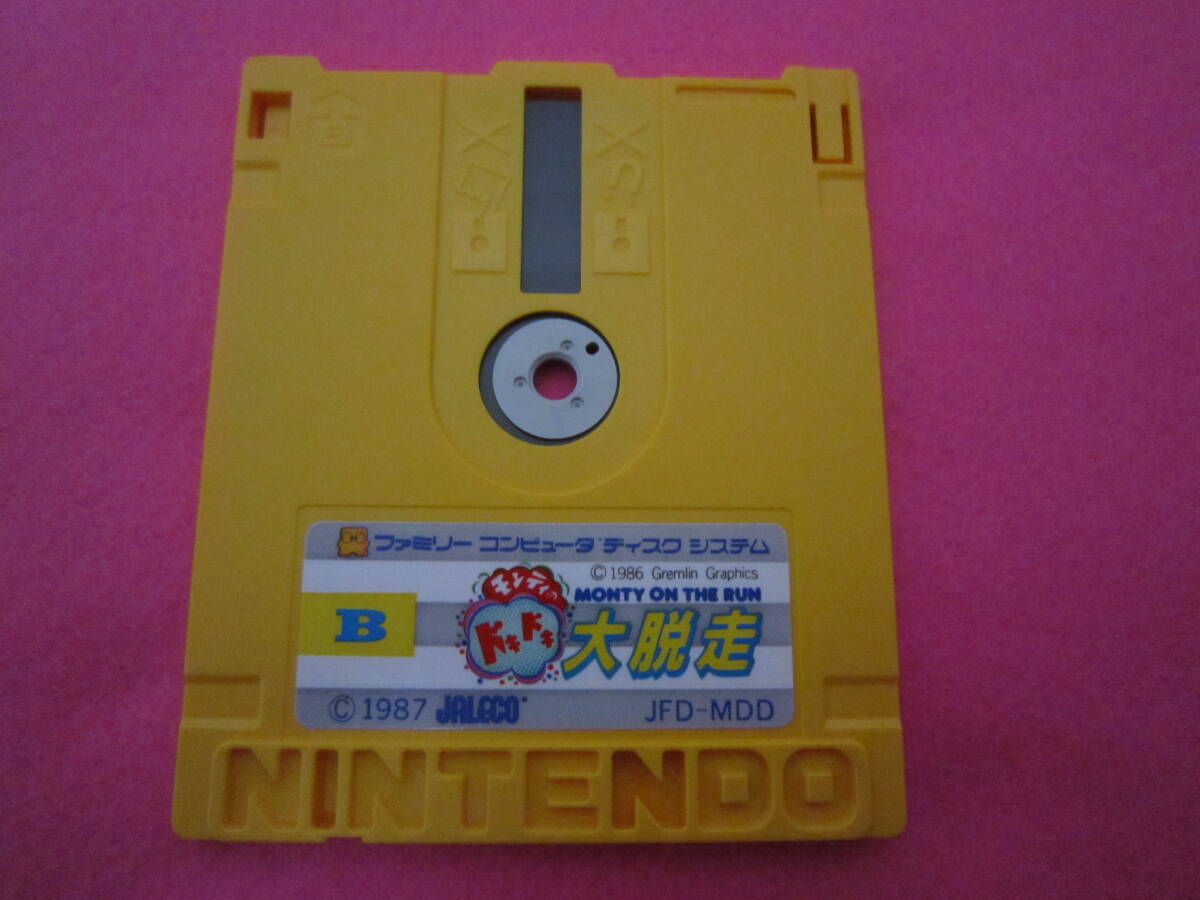 ファミリー コンピュータ ディスク システム
©1986 Gremlin Graphics
MONTY ON THE RUN
モンティの
ドキドキ
大脱走
B
©1987 JALECO
JFD-MDD
NINTENDO